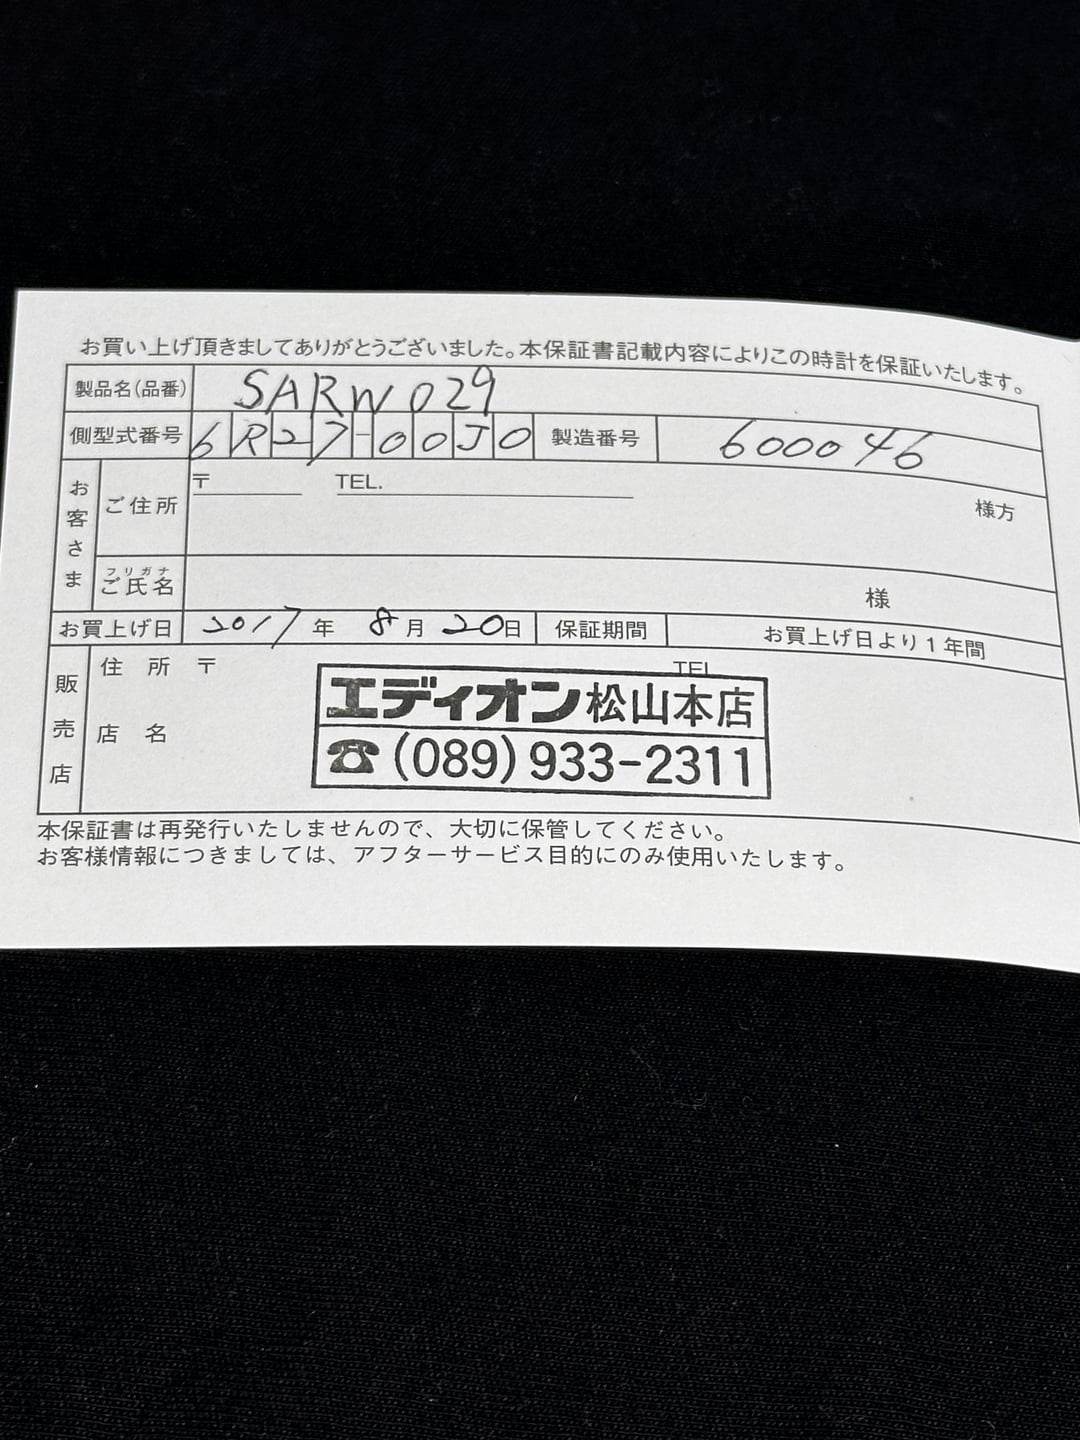 お買い上げ頂きましてありがとうございました。本保証書記載内容によりこの時計を保証いたします。
製品名(品番) SARW029
側型式番号 6R27-00J0 製造番号 600046
お客さま
ご住所 〒 TEL.
様方
フリガナ
ご氏名 様
お買上げ日 2017年 8月 20日 保証期間 お買上げ日より1年間
販売店
住所 〒 TEL
店名
エディオン松山本店
☎(089)933-2311
本保証書は再発行いたしませんので、大切に保管してください。
お客様情報につきましては、アフターサービス目的にのみ使用いたします。